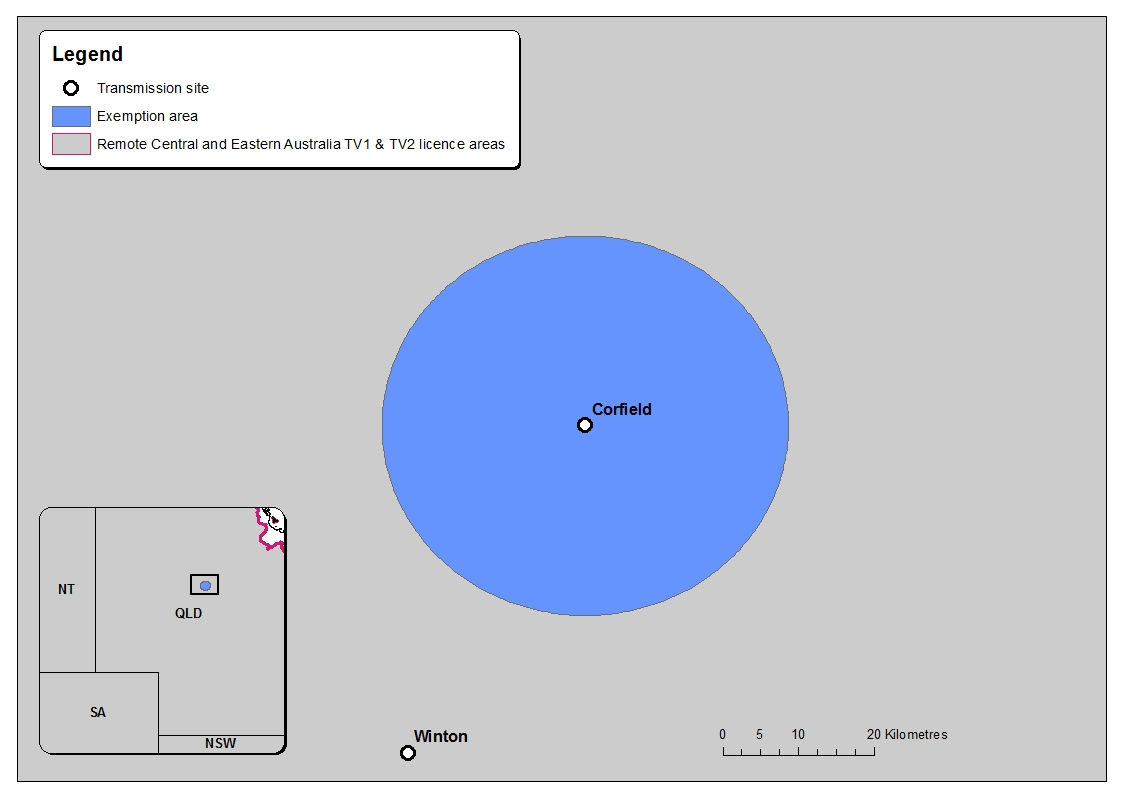 Legend
Transmission site
Exemption area
Remote Central and Eastern Australia TV1 & TV2 licence areas
Corfield
NT
QLD
SA
NSW
Winton
0 5 10 20 Kilometres